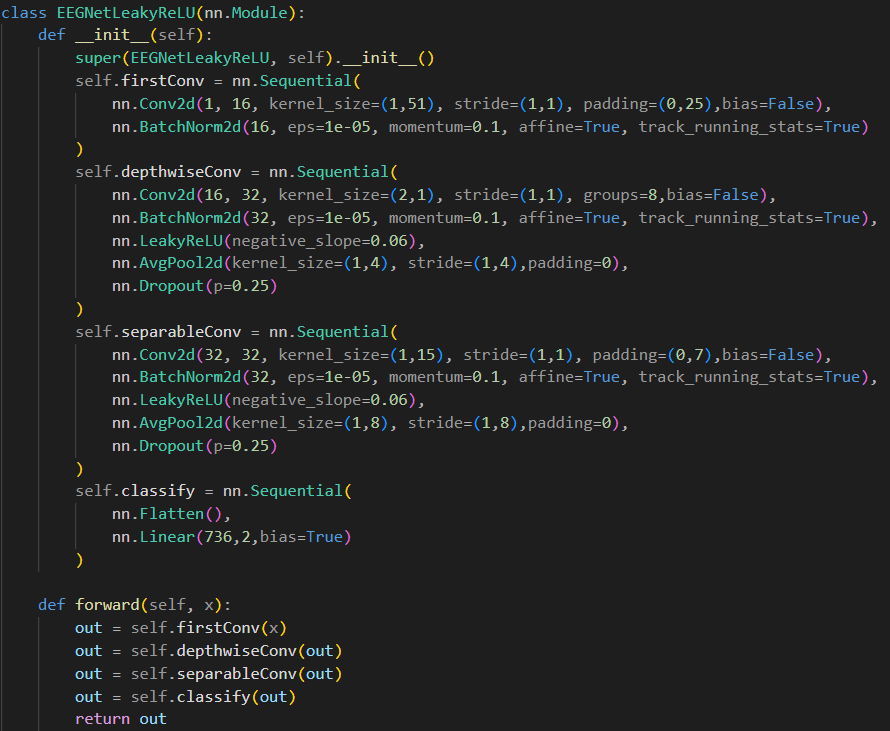 class EEGNetLeakyReLU(nn.Module):
    def __init__(self):
        super(EEGNetLeakyReLU, self).__init__()
        self.firstConv = nn.Sequential(
            nn.Conv2d(1, 16, kernel_size=(1,51), stride=(1,1), padding=(0,25),bias=False),
            nn.BatchNorm2d(16, eps=1e-05, momentum=0.1, affine=True, track_running_stats=True)
        )
        self.depthwiseConv = nn.Sequential(
            nn.Conv2d(16, 32, kernel_size=(2,1), stride=(1,1), groups=8,bias=False),
            nn.BatchNorm2d(32, eps=1e-05, momentum=0.1, affine=True, track_running_stats=True),
            nn.LeakyReLU(negative_slope=0.06),
            nn.AvgPool2d(kernel_size=(1,4), stride=(1,4),padding=0),
            nn.Dropout(p=0.25)
        )
        self.separableConv = nn.Sequential(
            nn.Conv2d(32, 32, kernel_size=(1,15), stride=(1,1), padding=(0,7),bias=False),
            nn.BatchNorm2d(32, eps=1e-05, momentum=0.1, affine=True, track_running_stats=True),
            nn.LeakyReLU(negative_slope=0.06),
            nn.AvgPool2d(kernel_size=(1,8), stride=(1,8),padding=0),
            nn.Dropout(p=0.25)
        )
        self.classify = nn.Sequential(
            nn.Flatten(),
            nn.Linear(736,2,bias=True)
        )

    def forward(self, x):
        out = self.firstConv(x)
        out = self.depthwiseConv(out)
        out = self.separableConv(out)
        out = self.classify(out)
        return out